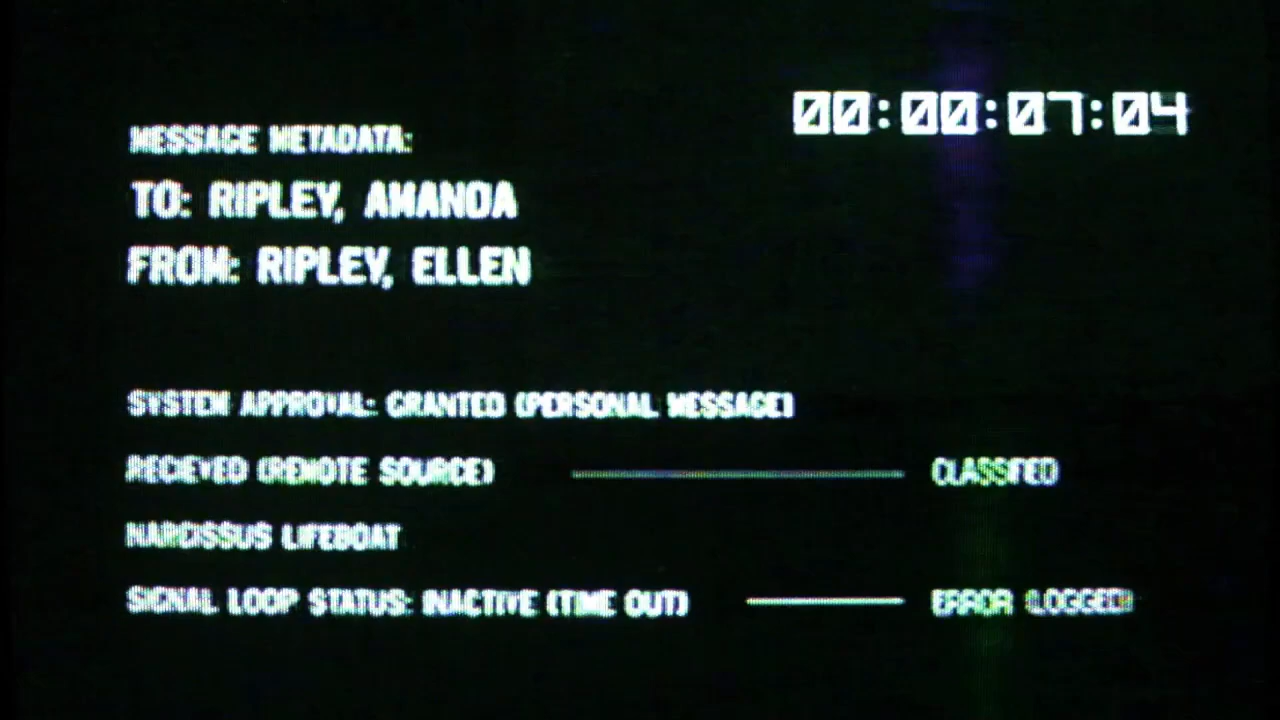 00:00:07:04
MESSAGE METADATA:
TO: RIPLEY, AMANDA
FROM: RIPLEY, ELLEN
SYSTEM APPROVAL: GRANTED (PERSONAL MESSAGE)
RECIEVED (REMOTE SOURCE) CLASSIFED
NARCISSUS LIFEBOAT
SIGNAL LOOP STATUS: INACTIVE (TIME OUT) ERROR (LOGGED)